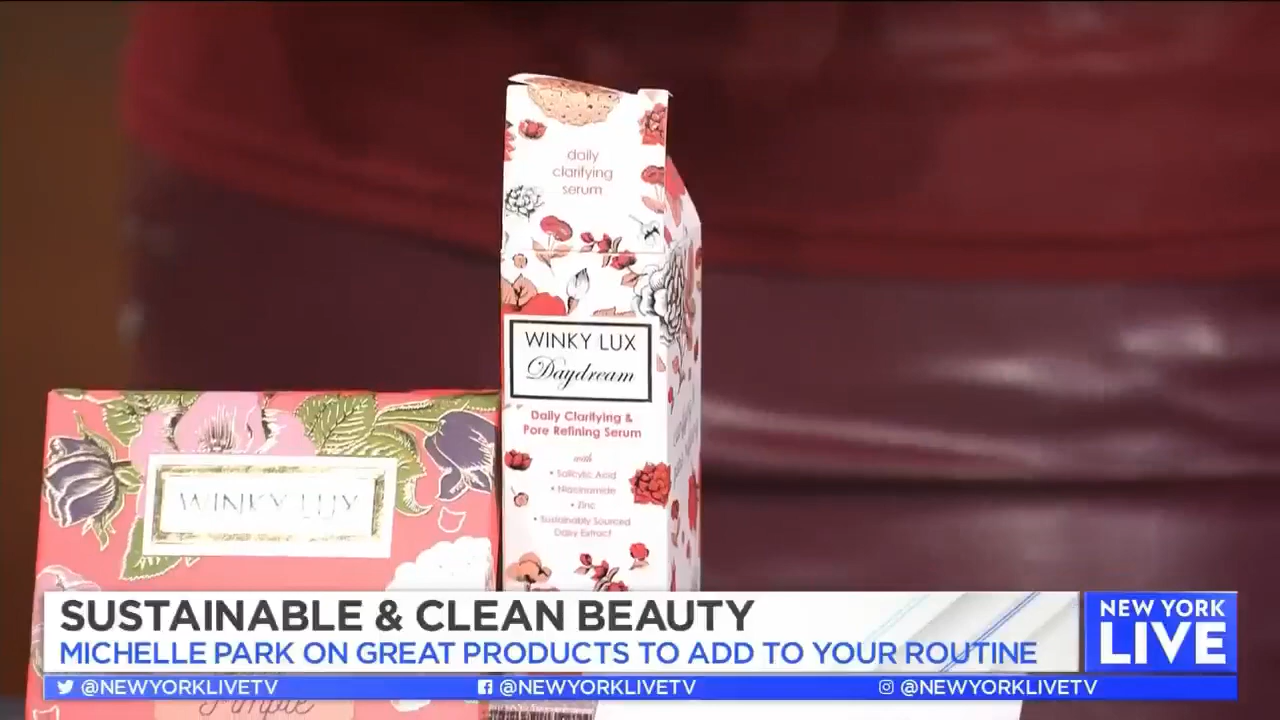 daily
clarifying
serum
WINKY LUX
Daydream
Daily Clarifying &
Pore Refining Serum
with
• Salicylic Acid
• Niacinamide
• Zinc
• Sustainably Sourced
Daisy Extract
WINKY LUX
SUSTAINABLE & CLEAN BEAUTY
MICHELLE PARK ON GREAT PRODUCTS TO ADD TO YOUR ROUTINE
NEW YORK
LIVE
@NEWYORKLIVETV
@NEWYORKLIVETV
@NEWYORKLIVETV